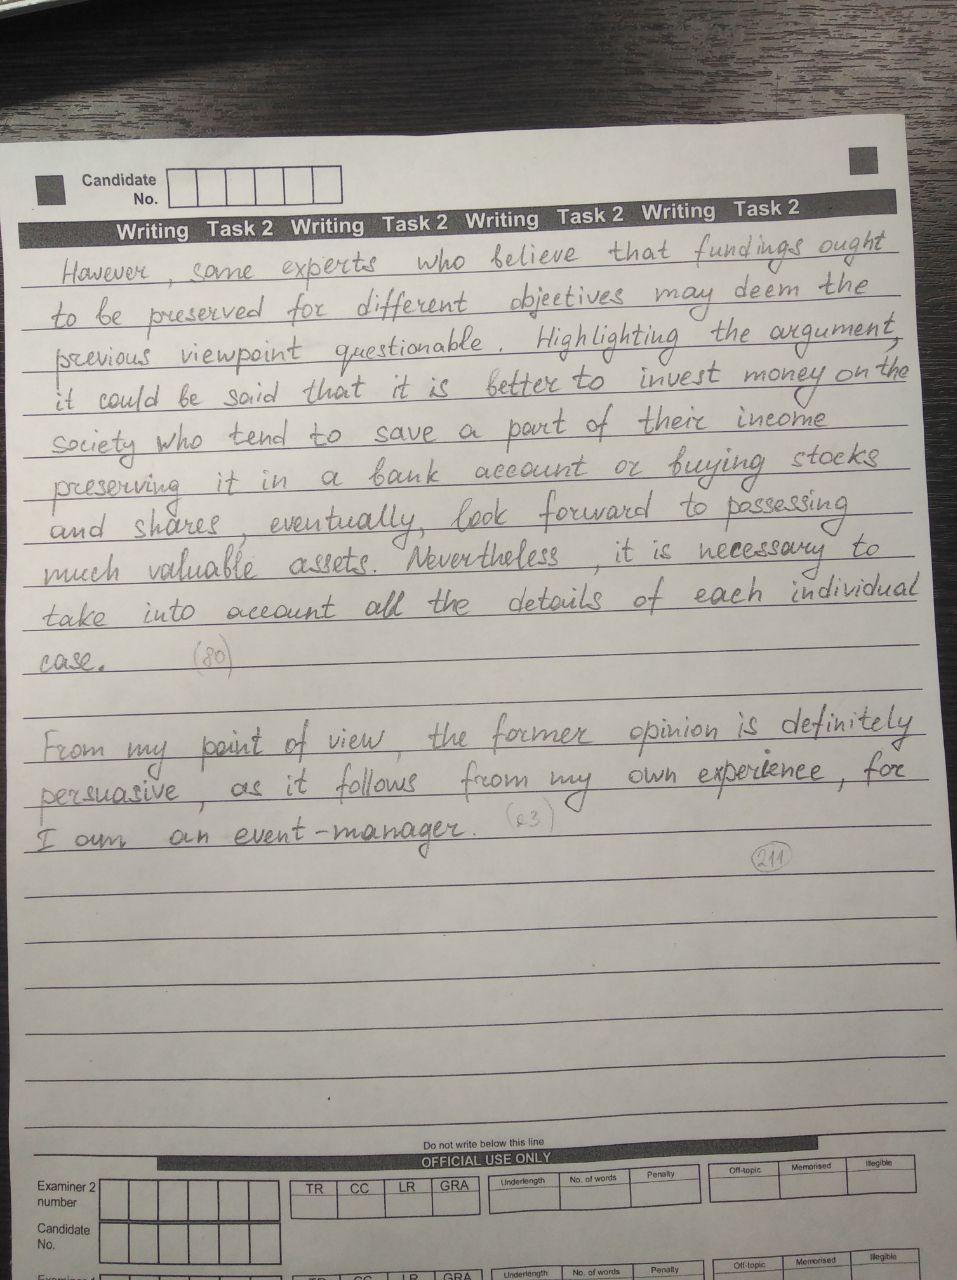 Candidate
No.
Writing Task 2 Writing Task 2 Writing Task 2 Writing Task 2
However, some experts who believe that fundings ought
to be preserved for different objectives may deem the
previous viewpoint questionable. Highlighting the argument,
it could be said that it is better to invest money on the
society who tend to save a part of their income
preserving it in a bank account or buying stocks
and shares, eventually, look forward to possessing
much valuable assets. Nevertheless, it is necessary to
take into account all the details of each individual
case. (80)
From my point of view, the former opinion is definitely
persuasive, as it follows from my own experience, for
I am an event-manager. (23)
211
Do not write below this line
OFFICIAL USE ONLY
Examiner 2
number
TR CC LR GRA
Underlength No. of words Penalty
Off-topic Memorised Illegible
Candidate
No.
Examiner 1
TR CC LR GRA
Underlength No. of words Penalty
Off-topic Memorised Illegible